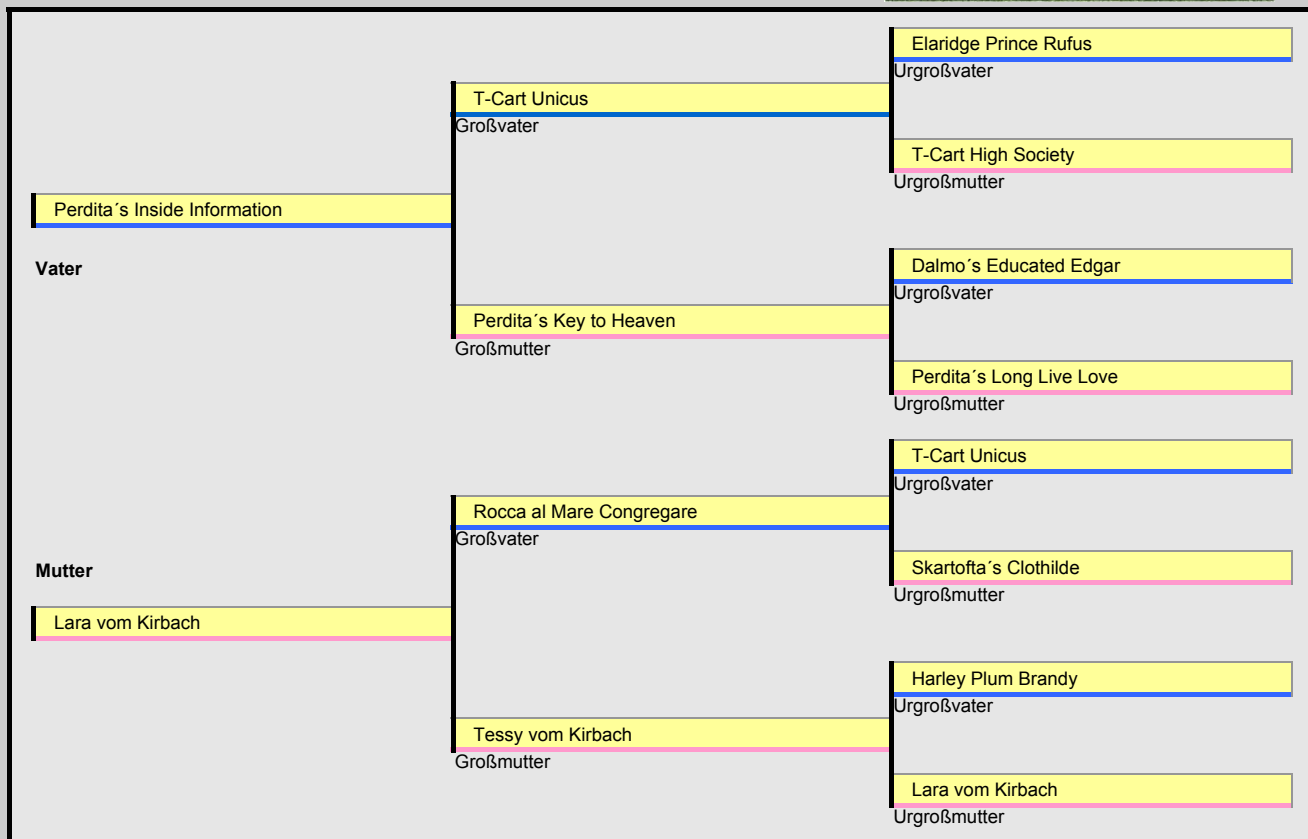 Elaridge Prince Rufus
Urgroßvater
T-Cart Unicus
Großvater
T-Cart High Society
Urgroßmutter
Perdita´s Inside Information
Vater
Dalmo´s Educated Edgar
Urgroßvater
Perdita´s Key to Heaven
Großmutter
Perdita´s Long Live Love
Urgroßmutter
T-Cart Unicus
Urgroßvater
Rocca al Mare Congregare
Großvater
Skartofta´s Clothilde
Urgroßmutter
Mutter
Lara vom Kirbach
Harley Plum Brandy
Urgroßvater
Tessy vom Kirbach
Großmutter
Lara vom Kirbach
Urgroßmutter